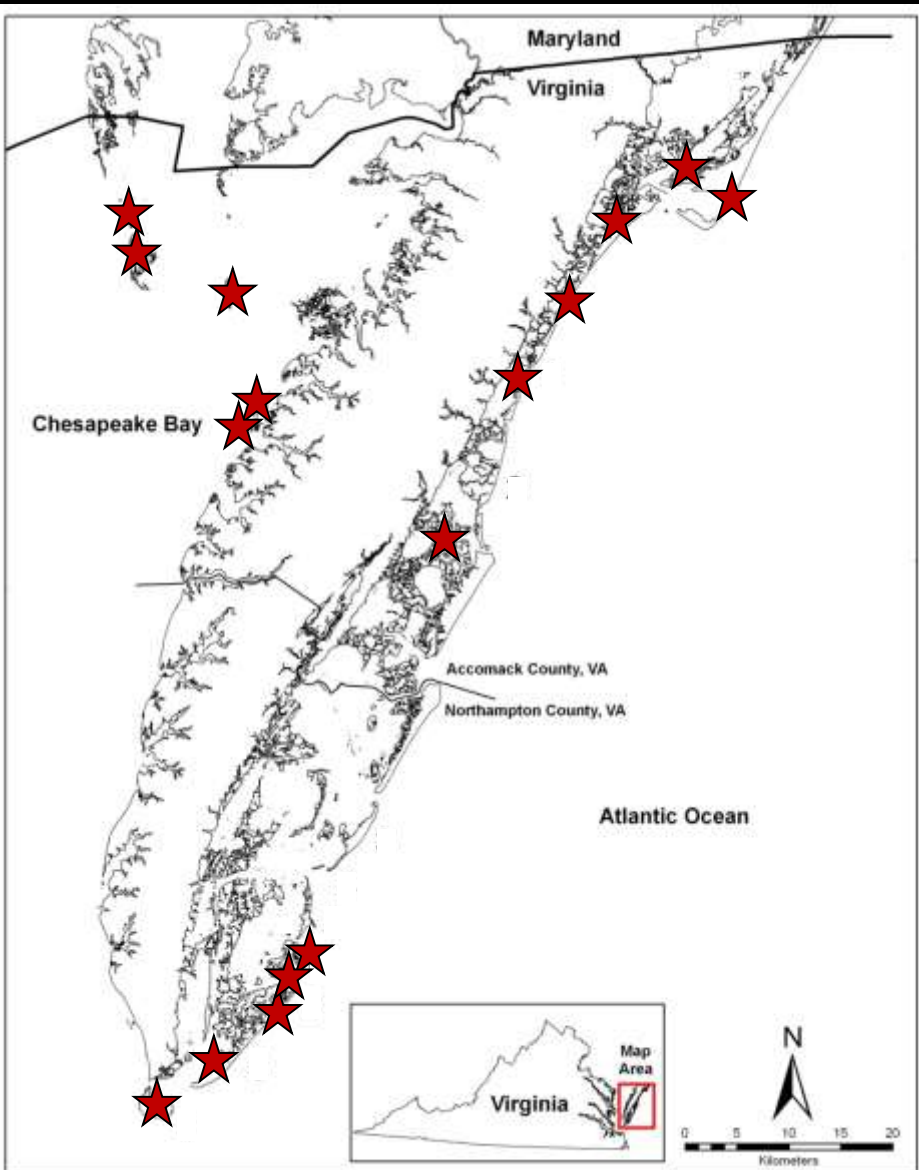 Maryland
Virginia
Chesapeake Bay
Accomack County, VA
Northampton County, VA
Atlantic Ocean
Map
Area
Virginia
N
0 5 10 15 20
Kilometers